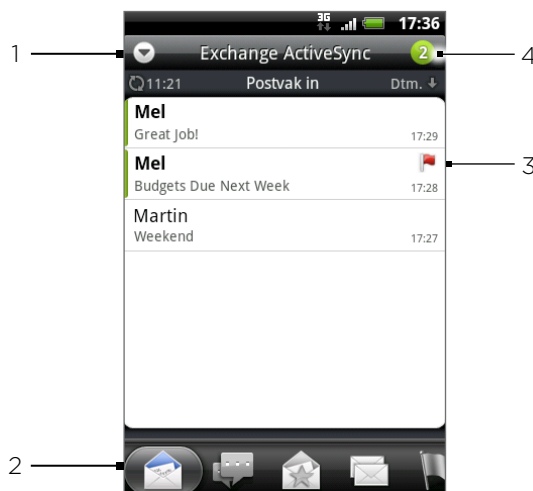 3G 17:36
1 Exchange ActiveSync 2 4
11:21 Postvak in Dtm.
Mel
Great Job! 17:29
Mel 3
Budgets Due Next Week 17:28
Martin
Weekend 17:27
2